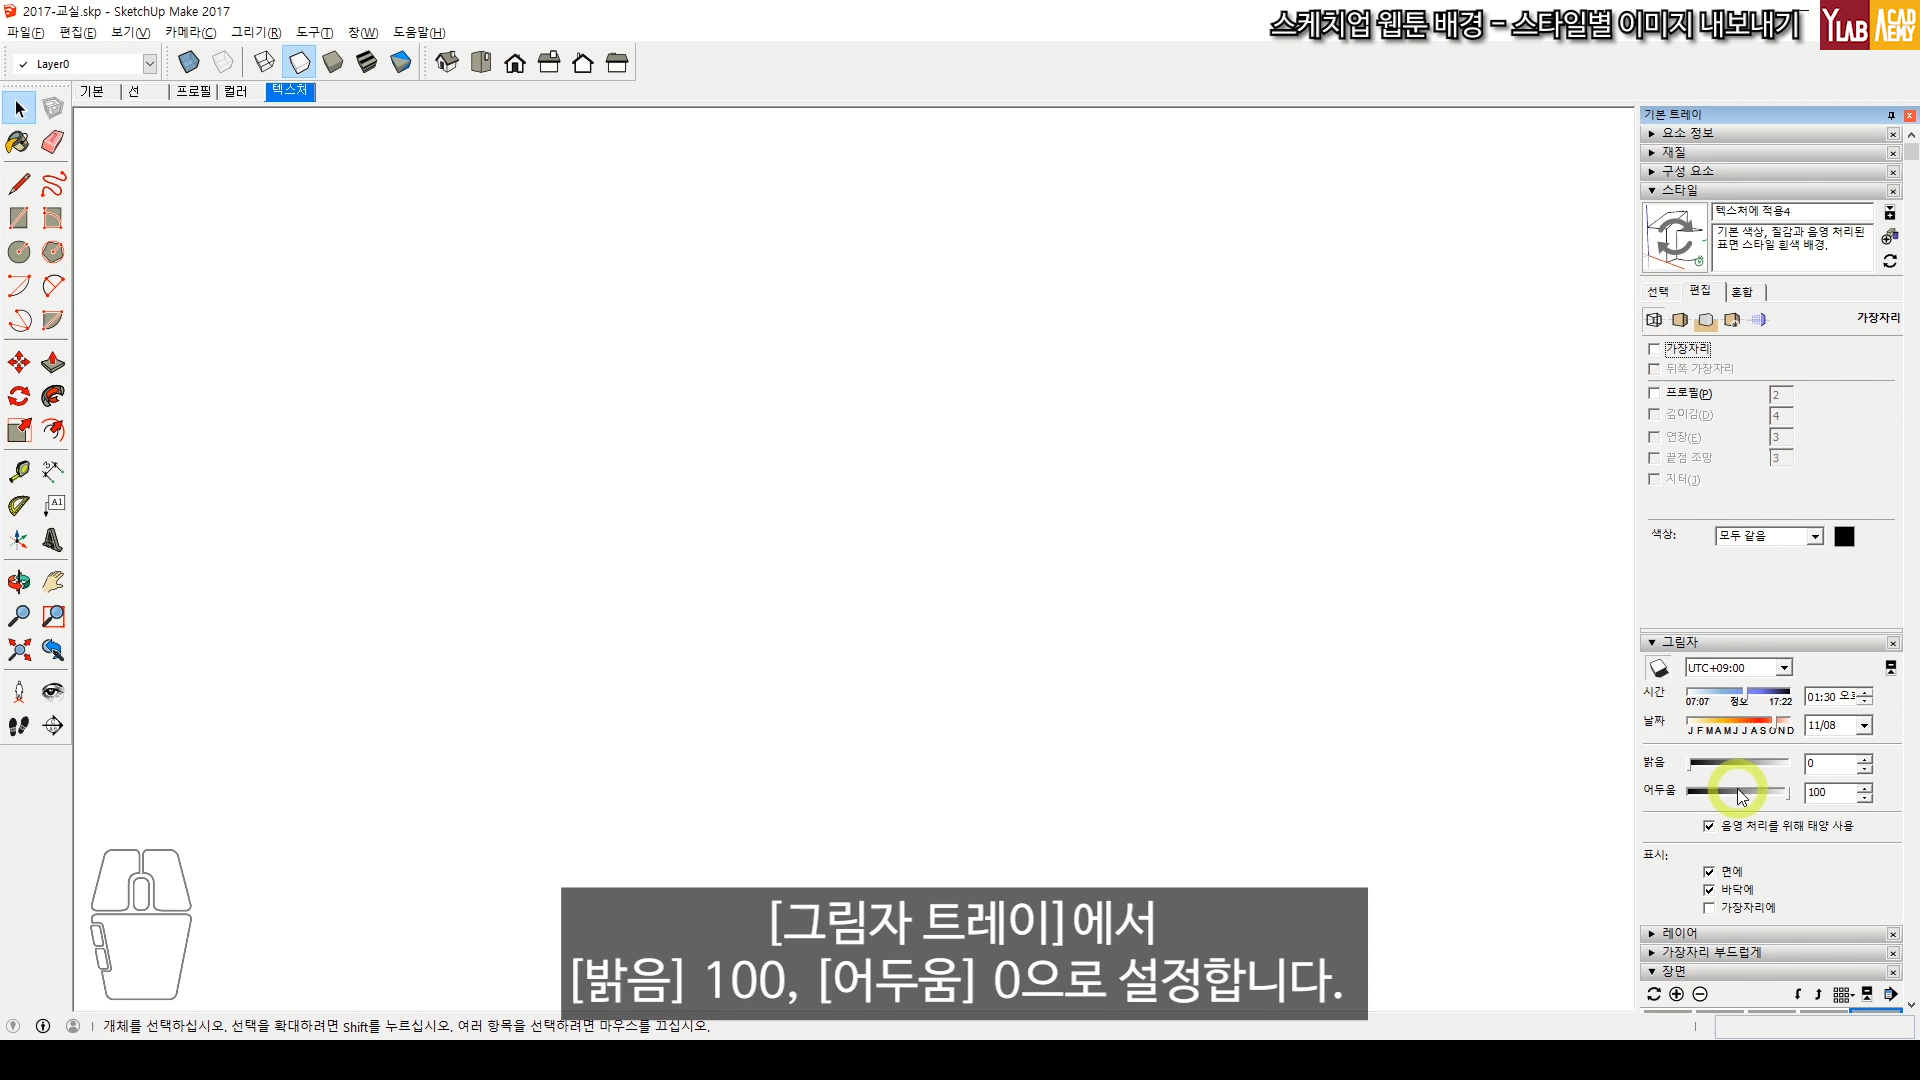 2017-교실.skp - SketchUp Make 2017
스케치업 웹툰 배경 - 스타일별 이미지 내보내기
YLAB ACADEMY
파일(F) 편집(E) 보기(V) 카메라(C) 그리기(R) 도구(T) 창(W) 도움말(H)
Layer0
기본 선 프로필 컬러 텍스처
기본 트레이
요소 정보
재질
구성 요소
스타일
텍스처에 적용4
기본 색상, 질감과 음영 처리된
표면 스타일 흰색 배경.
선택 편집 혼합
가장자리
가장자리
뒤쪽 가장자리
프로필(P) 2
깊이감(D) 4
연장(E) 3
끝점 조망 3
지터(J)
색상: 모두 같음
그림자
UTC+09:00
시간 07:07 정오 17:22 01:30 오후
날짜 J F M A M J J A S O N D 11/08
밝음 0
어두움 100
음영 처리를 위해 태양 사용
표시:
면에
바닥에
가장자리에
레이어
가장자리 부드럽게
장면
A1
[그림자 트레이]에서
[밝음] 100, [어두움] 0으로 설정합니다.
개체를 선택하십시오. 선택을 확대하려면 Shift를 누르십시오. 여러 항목을 선택하려면 마우스를 끄십시오.